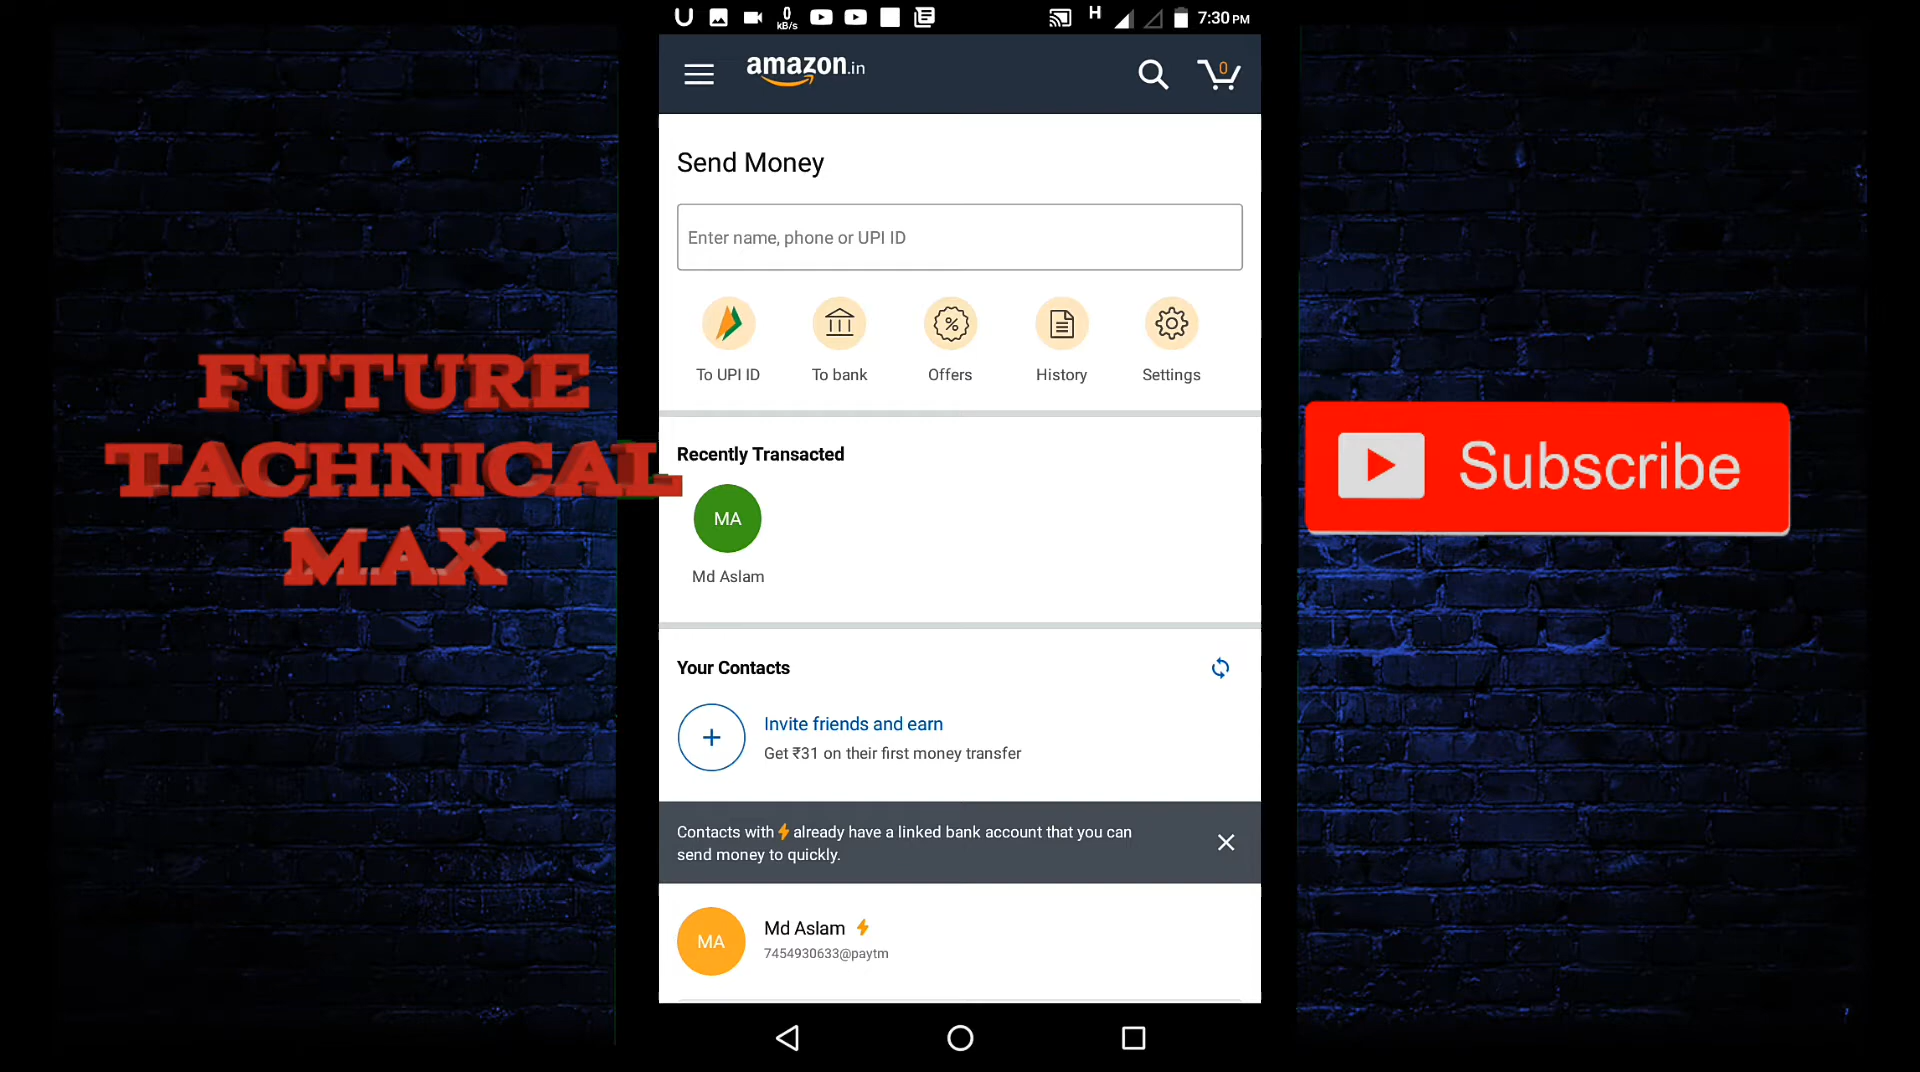 0
kB/s
H
7:30 PM
amazon.in
0
Send Money
Enter name, phone or UPI ID
To UPI ID
To bank
Offers
History
Settings
FUTURE
TACHNICAL
MAX
Subscribe
Recently Transacted
MA
Md Aslam
Your Contacts
Invite friends and earn
Get ₹31 on their first money transfer
Contacts with already have a linked bank account that you can
send money to quickly.
MA
Md Aslam
7454930633@paytm